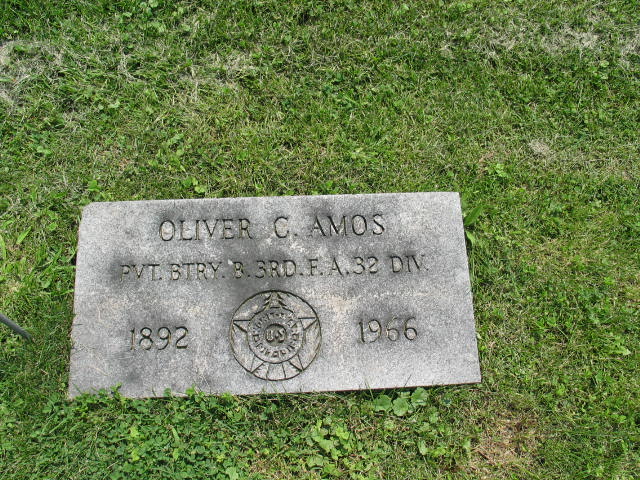 OLIVER C. AMOS
PVT. BTRY. B. 3RD. F. A. 32 DIV.
1892
U S
1966